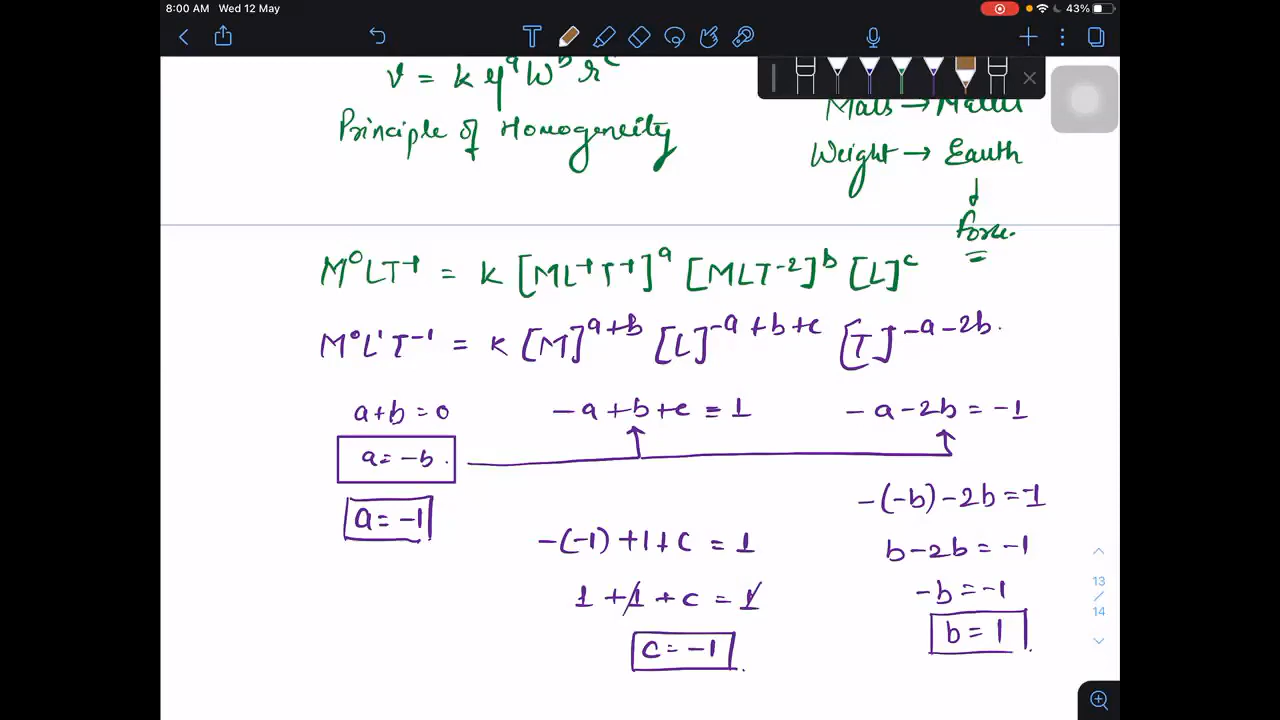 8:00 AM Wed 12 May
43%
T
v = k η^a W^b r^c
Principle of Homogeneity
Mass → Matter
Weight → Earth
↓
Force.
M⁰LT⁻¹ = k [ML⁻¹T⁻¹]^a [MLT⁻²]^b [L]^c
M⁰L¹T⁻¹ = k [M]^a+b [L]^-a+b+c [T]^-a-2b.
a+b = 0
-a+b+c = 1
-a-2b = -1
a = -b.
a = -1
-(-b)-2b = -1
-(-1)+1+c = 1
b-2b = -1
1+1+c = 1
-b = -1
b = 1
c = -1
13
/
14